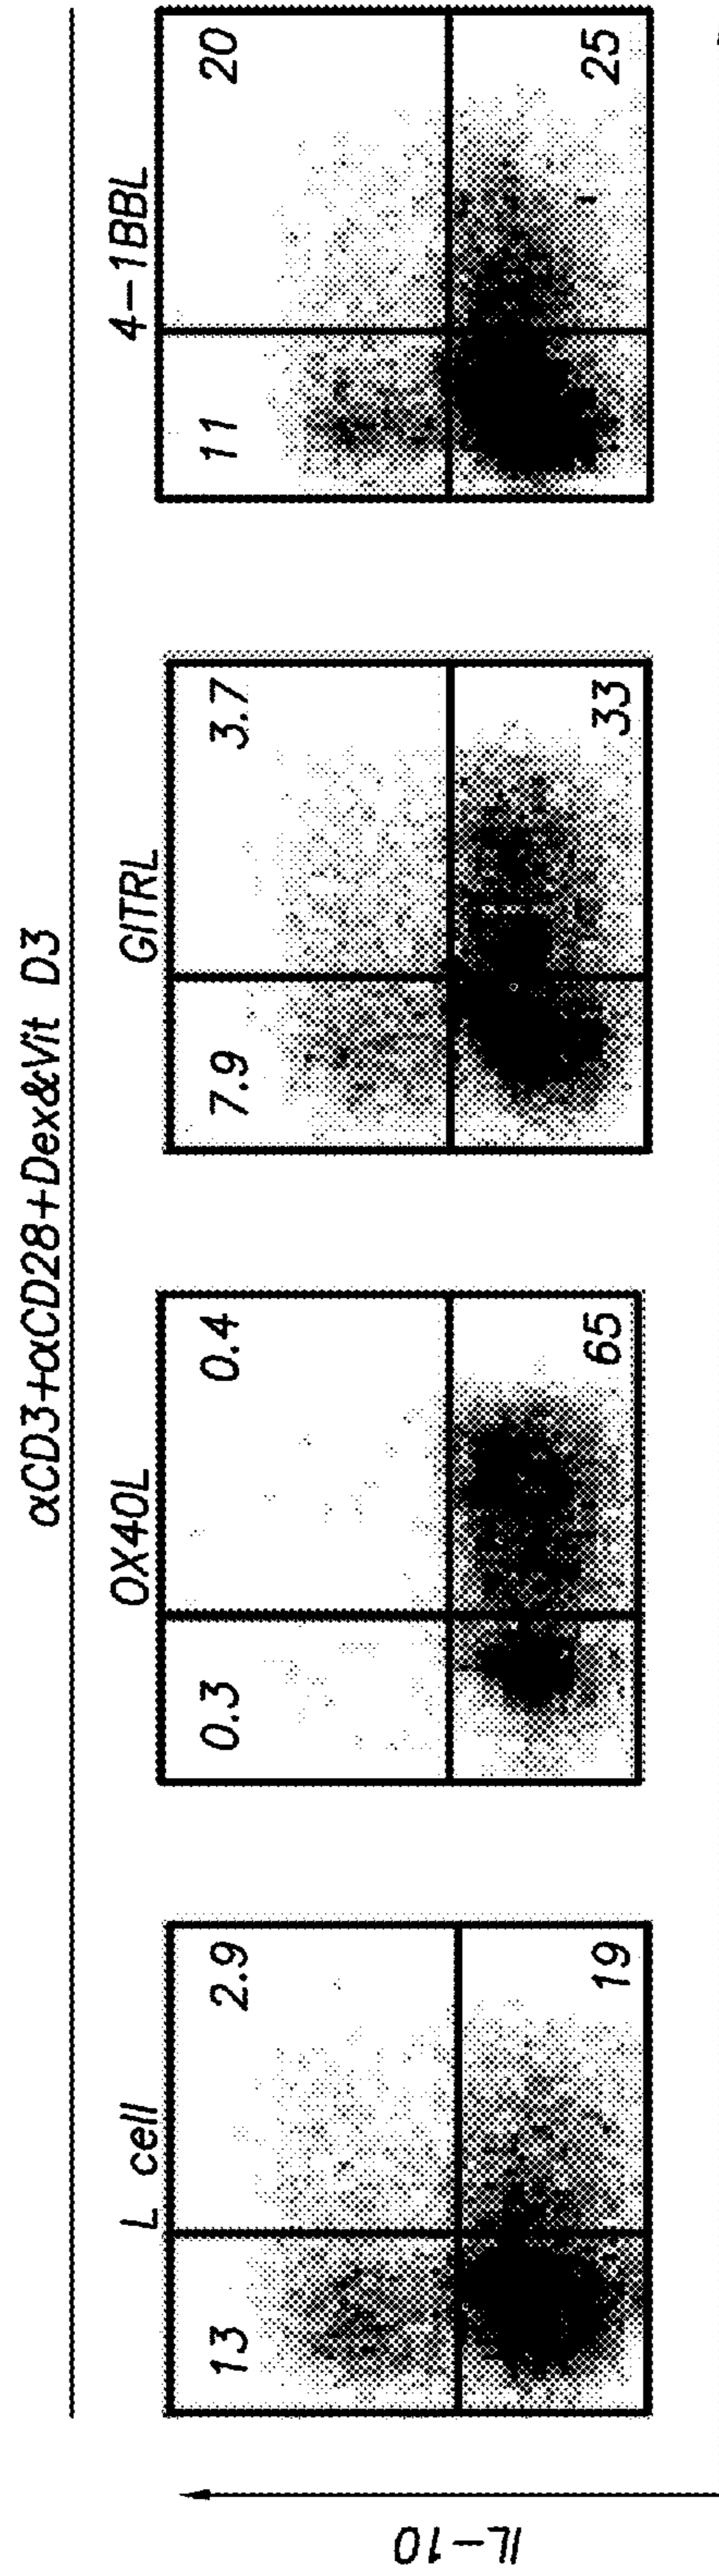 αCD3+αCD28+Dex&Vit D3
L cell
OX40L
GITRL
4-1BBL
13
2.9
0.3
0.4
7.9
3.7
11
20
19
65
33
25
IL-10